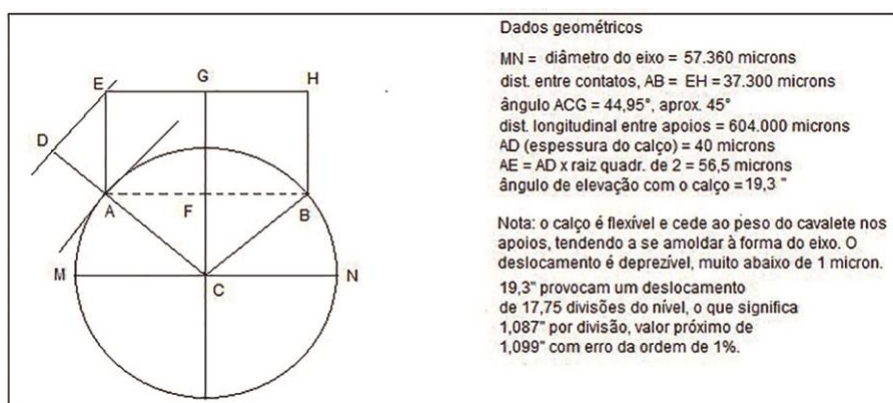 Dados geométricos
MN = diâmetro do eixo = 57.360 microns
dist. entre contatos, AB = EH = 37.300 microns
ângulo ACG = 44,95°, aprox. 45°
dist. longitudinal entre apoios = 604.000 microns
AD (espessura do calço) = 40 microns
AE = AD x raiz quadr. de 2 = 56,5 microns
ângulo de elevação com o calço = 19,3 "
Nota: o calço é flexível e cede ao peso do cavalete nos
apoios, tendendo a se amoldar à forma do eixo. O
deslocamento é deprezível, muito abaixo de 1 micron.
19,3" provocam um deslocamento
de 17,75 divisões do nível, o que significa
1,087" por divisão, valor próximo de
1,099" com erro da ordem de 1%.
E G H
D
A F B
M N
C